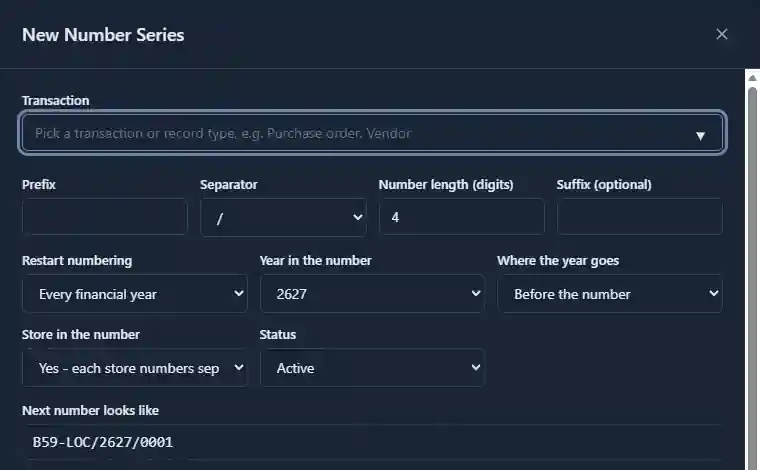 New Number Series
Transaction
Pick a transaction or record type, e.g. Purchase order, Vendor
Prefix Separator Number length (digits) Suffix (optional)
/ 4
Restart numbering Year in the number Where the year goes
Every financial year 2627 Before the number
Store in the number Status
Yes - each store numbers sep Active
Next number looks like
B59-LOC/2627/0001